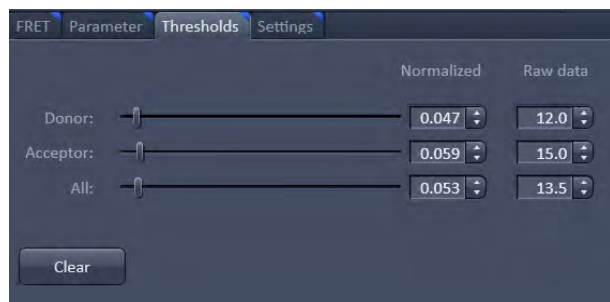 FRET Parameter Thresholds Settings
Normalized Raw data
Donor: 0.047 12.0
Acceptor: 0.059 15.0
All: 0.053 13.5
Clear